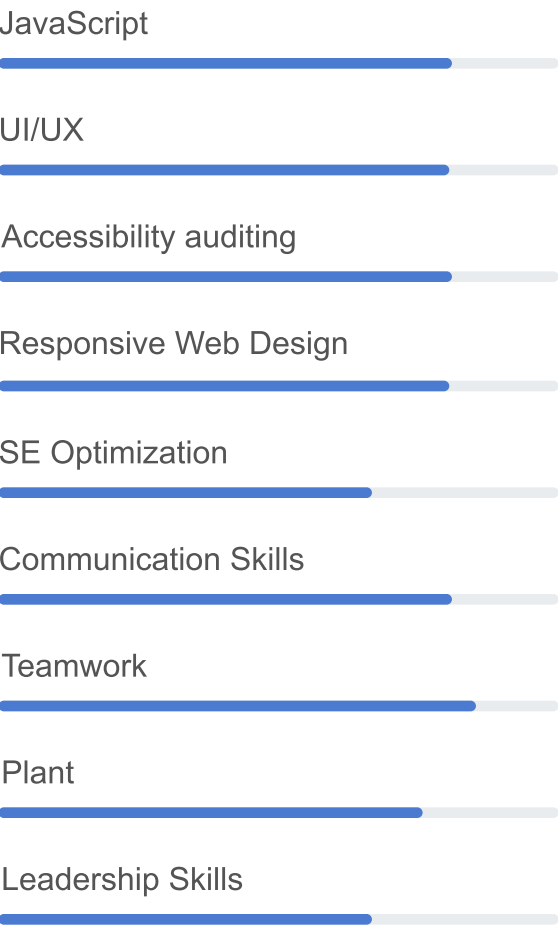 JavaScript
UI/UX
Accessibility auditing
Responsive Web Design
SE Optimization
Communication Skills
Teamwork
Plant
Leadership Skills